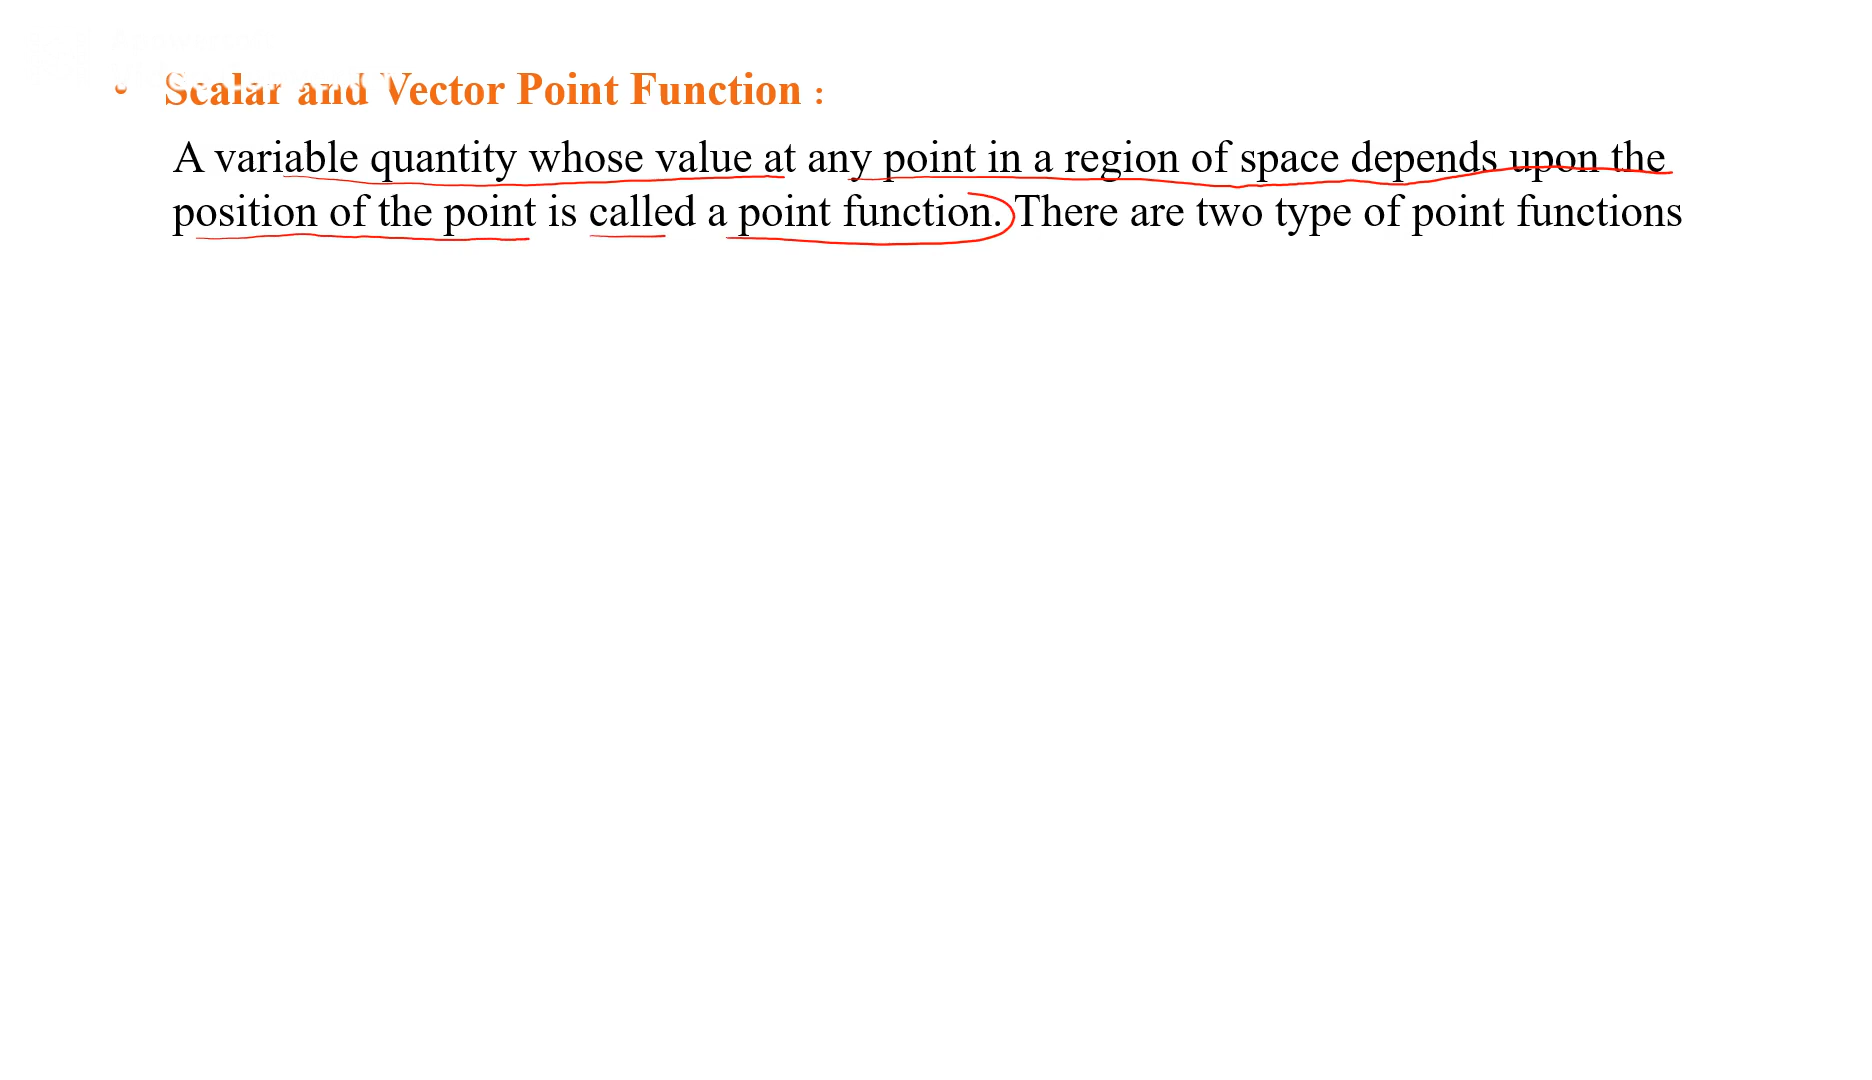 • Scalar and Vector Point Function :
A variable quantity whose value at any point in a region of space depends upon the
position of the point is called a point function. There are two type of point functions